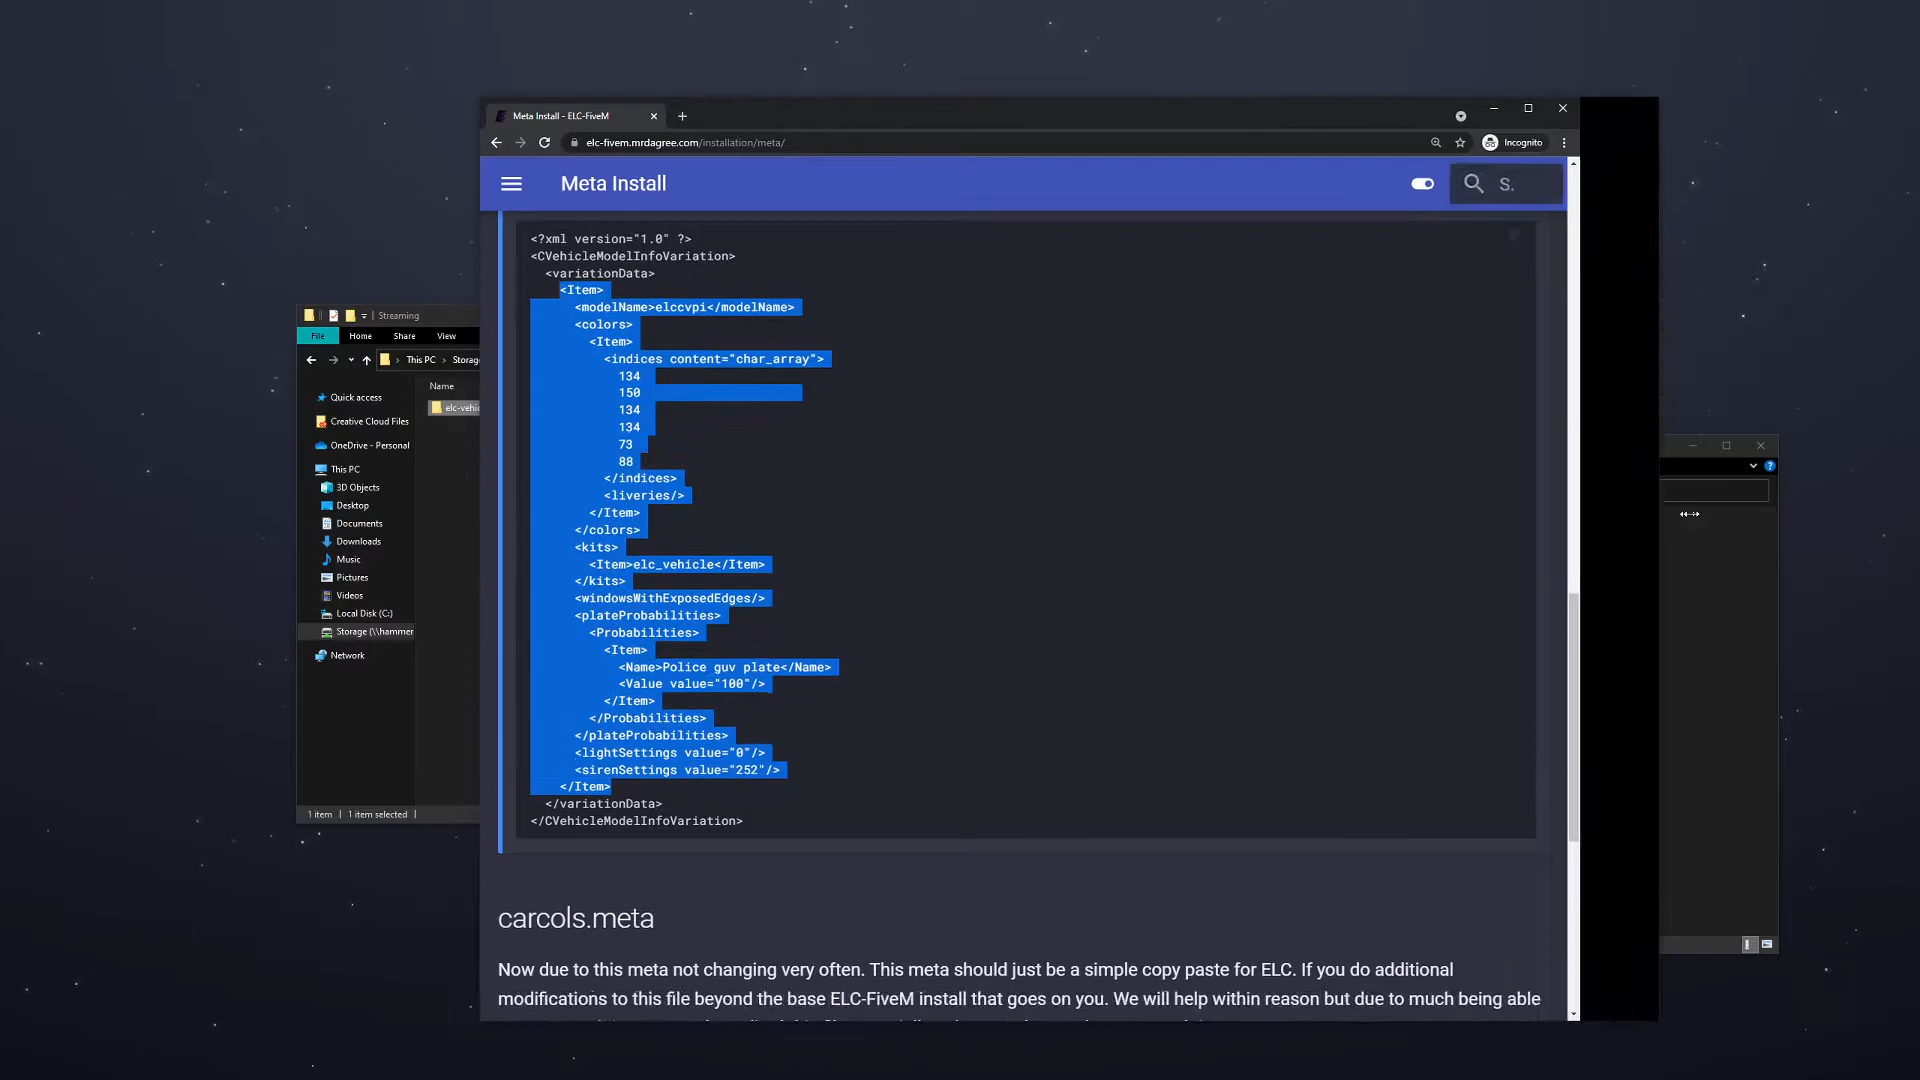 Meta Install - ELC-FiveM
elc-fivem.mrdagree.com/installation/meta/
Incognito
Meta Install
S.
<?xml version="1.0" ?>
<CVehicleModelInfoVariation>
<variationData>
<Item>
<modelName>elccvpi</modelName>
<colors>
<Item>
<indices content="char_array">
134
150
134
134
73
88
</indices>
<liveries/>
</Item>
</colors>
<kits>
<Item>elc_vehicle</Item>
</kits>
<windowsWithExposedEdges/>
<plateProbabilities>
<Probabilities>
<Item>
<Name>Police guv plate</Name>
<Value value="100"/>
</Item>
</Probabilities>
</plateProbabilities>
<lightSettings value="0"/>
<sirenSettings value="252"/>
</Item>
</variationData>
</CVehicleModelInfoVariation>
carcols.meta
Now due to this meta not changing very often. This meta should just be a simple copy paste for ELC. If you do additional
modifications to this file beyond the base ELC-FiveM install that goes on you. We will help within reason but due to much being able
Streaming
File Home Share View
This PC Storag
Name
elc-vehic
Quick access
Creative Cloud Files
OneDrive - Personal
This PC
3D Objects
Desktop
Documents
Downloads
Music
Pictures
Videos
Local Disk (C:)
Storage (\\hammer
Network
1 item 1 item selected